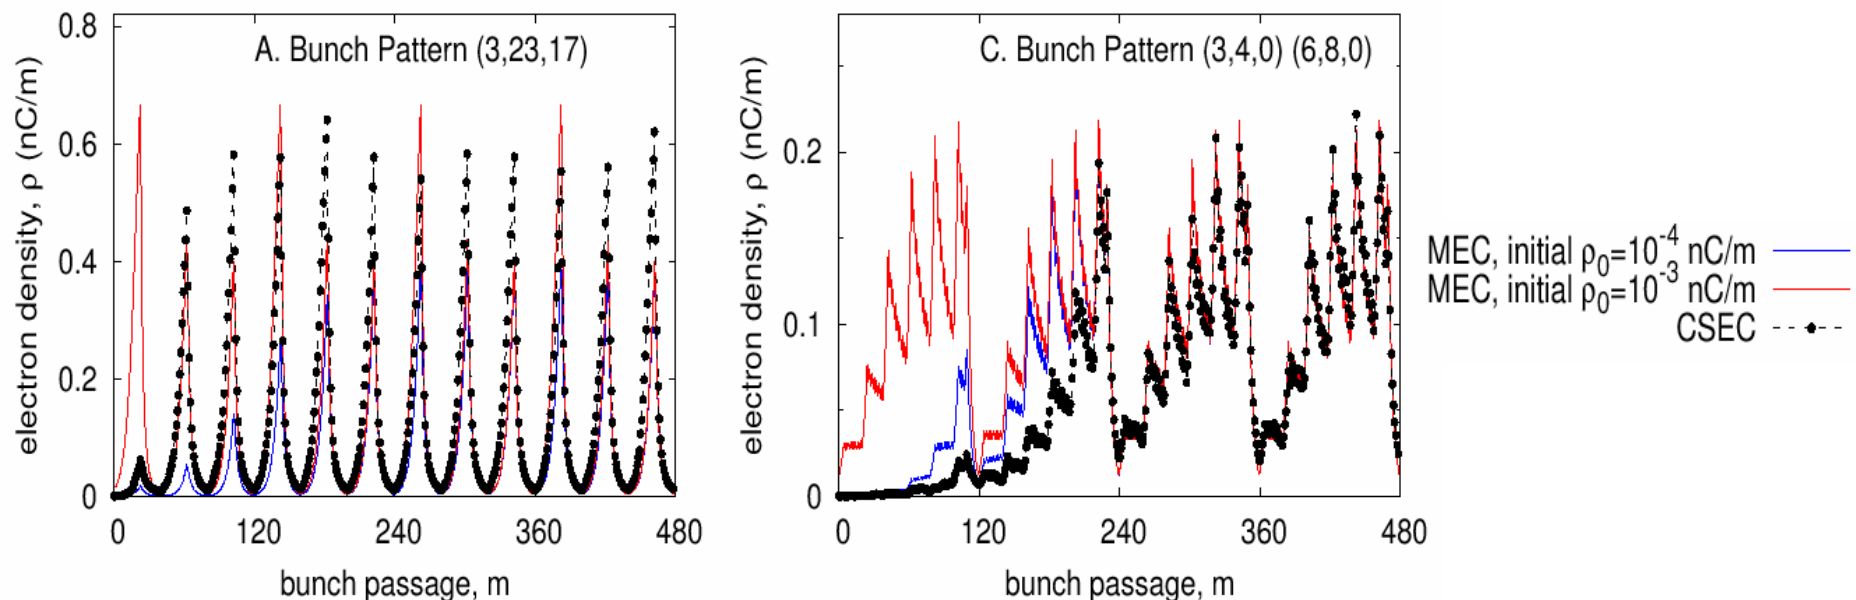 A. Bunch Pattern (3,23,17)
electron density, ρ (nC/m)
0.8
0.6
0.4
0.2
0
0 120 240 360 480
bunch passage, m
C. Bunch Pattern (3,4,0) (6,8,0)
electron density, ρ (nC/m)
0.2
0.1
0
0 120 240 360 480
bunch passage, m
MEC, initial ρ₀=10⁻⁴ nC/m
MEC, initial ρ₀=10⁻³ nC/m
CSEC